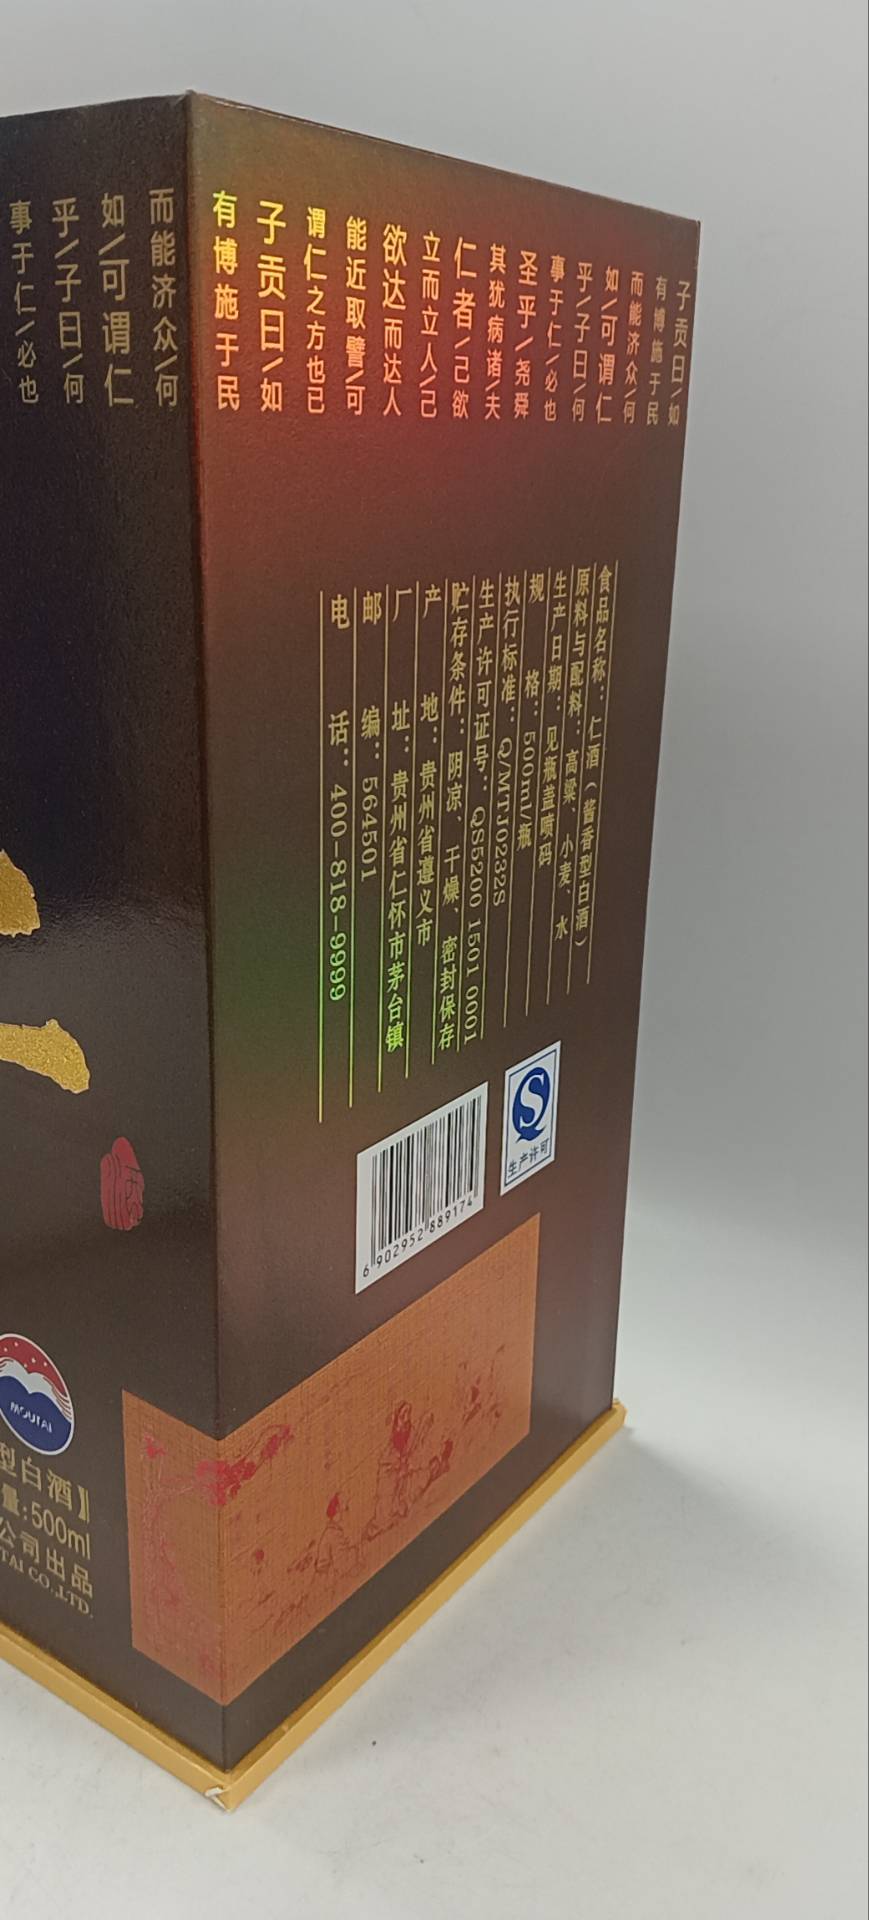 子贡曰/如
有博施于民
而能济众/何
如/可谓仁
乎/子曰/何
事于仁/必也
圣乎/尧舜
其犹病诸/夫
仁者/己欲
立而立人/己
欲达而达人
能近取譬/可
谓仁之方也已
子贡曰/如
有博施于民
而能济众/何
如/可谓仁
乎/子曰/何
事于仁/必也
食品名称：仁酒（酱香型白酒）
原料与配料：高粱、小麦、水
生产日期：见瓶盖喷码
规格：500ml/瓶
执行标准：Q/MTJ0232S
生产许可证号：QS5200 1501 0001
贮存条件：阴凉、干燥、密封保存
产地：贵州省遵义市
厂址：贵州省仁怀市茅台镇
邮编：564501
电话：400-818-9999
生产许可
6 902952 889174
酒
MOUTAI
型白酒】
量:500ml
公司出品
TAI CO.,LTD.